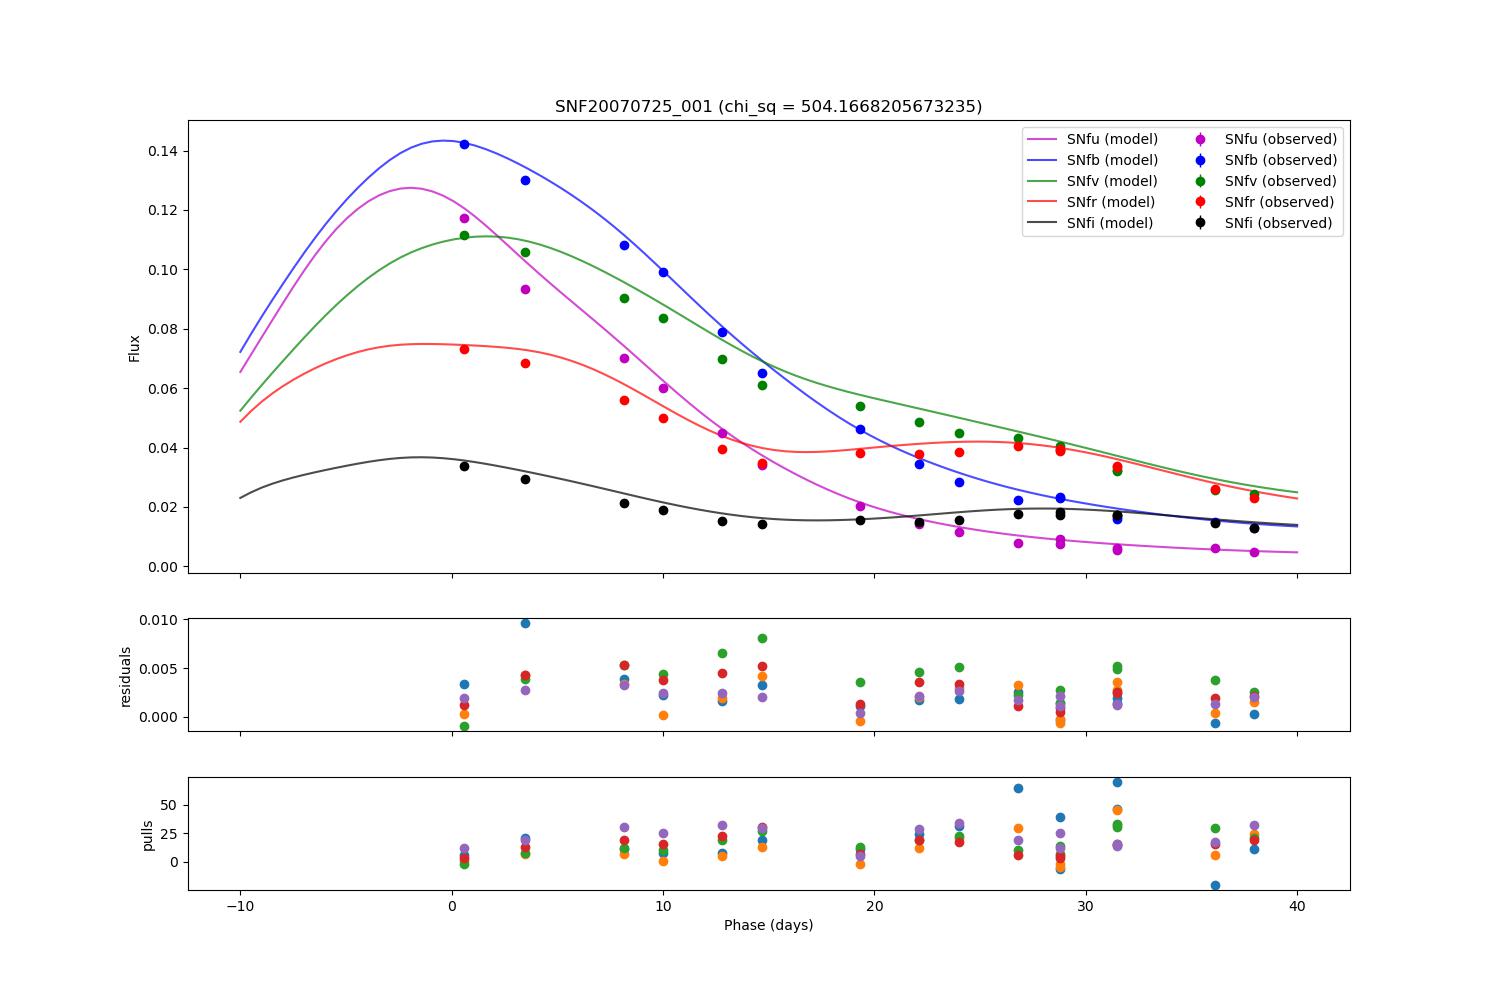 SNF20070725_001 (chi_sq = 504.1668205673235)
SNfu (model) SNfu (observed)
SNfb (model) SNfb (observed)
SNfv (model) SNfv (observed)
SNfr (model) SNfr (observed)
SNfi (model) SNfi (observed)
Flux
0.14
0.12
0.10
0.08
0.06
0.04
0.02
0.00
residuals
0.010
0.005
0.000
pulls
50
25
0
−10 0 10 20 30 40
Phase (days)